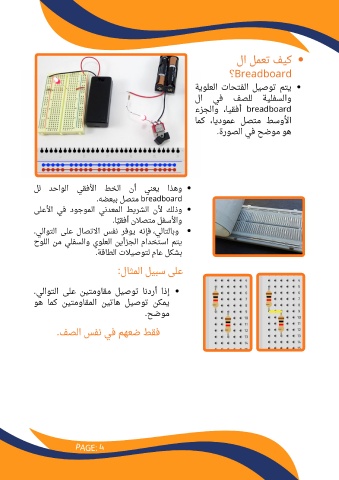 كيف تعمل ال
Breadboard؟
يتم توصيل الفتحات العلوية
والسفلية للصف في ال
breadboard أفقيا، والجزء
الأوسط متصل عموديا، كما
هو موضح في الصورة.
وهذا يعني أن الخط الأفقي الواحد لل
breadboard متصل ببعضه.
وذلك لأن الشريط المعدني الموجود في الأعلى
والأسفل متصلان أفقيًا.
وبالتالي، فإنه يوفر نفس الاتصال على التوالي.
يتم استخدام الجزأين العلوي والسفلي من اللوح
بشكل عام لتوصيلات الطاقة.
على سبيل المثال:
إذا أردنا توصيل مقاومتين على التوالي،
يمكن توصيل هاتين المقاومتين كما هو
موضح.
فقط ضعهم في نفس الصف.
PAGE: 4